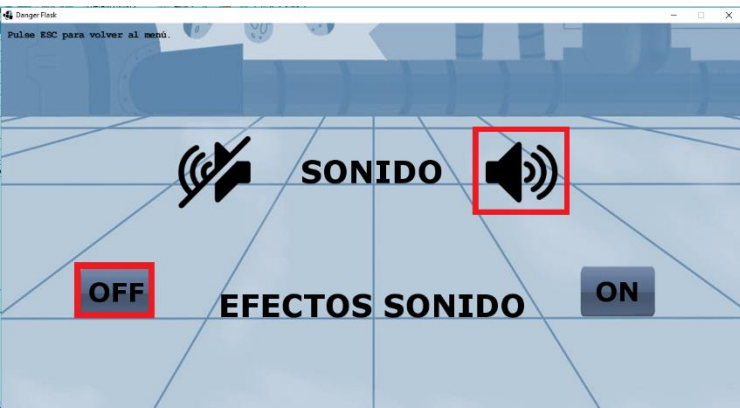 Danger Flask
Pulse ESC para volver al menú.
SONIDO
OFF
EFECTOS SONIDO
ON